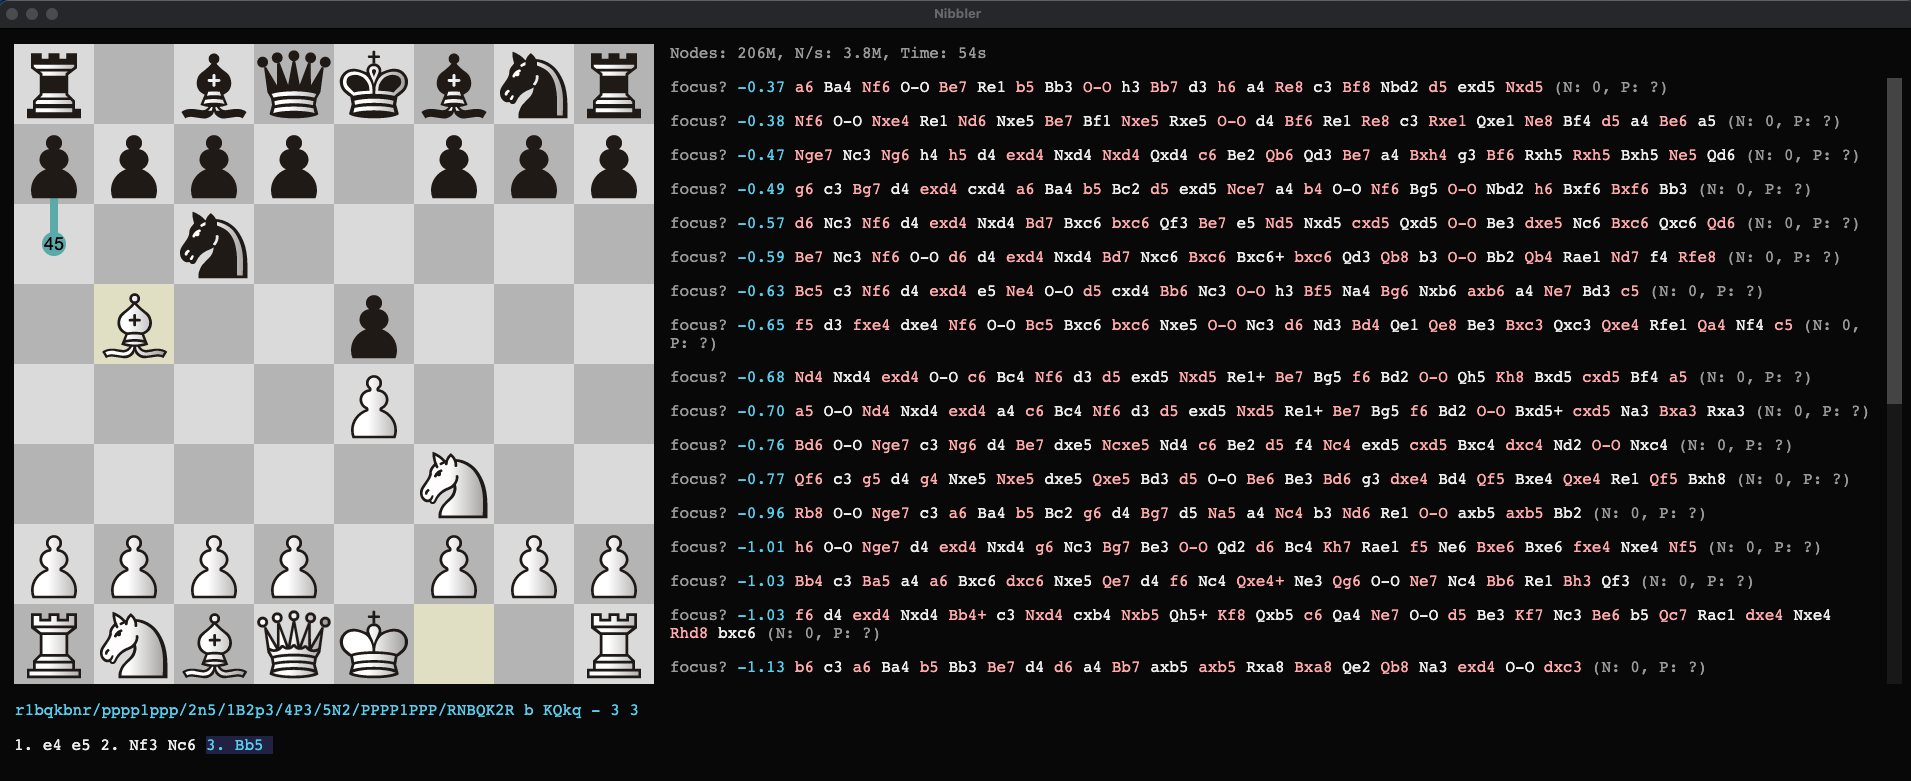 Nibbler
Nodes: 206M, N/s: 3.8M, Time: 54s
focus? -0.37 a6 Ba4 Nf6 O-O Be7 Re1 b5 Bb3 O-O h3 Bb7 d3 h6 a4 Re8 c3 Bf8 Nbd2 d5 exd5 Nxd5 (N: 0, P: ?)
focus? -0.38 Nf6 O-O Nxe4 Re1 Nd6 Nxe5 Be7 Bf1 Nxe5 Rxe5 O-O d4 Bf6 Re1 Re8 c3 Rxe1 Qxe1 Ne8 Bf4 d5 a4 Be6 a5 (N: 0, P: ?)
focus? -0.47 Nge7 Nc3 Ng6 h4 h5 d4 exd4 Nxd4 Nxd4 Qxd4 c6 Be2 Qb6 Qd3 Be7 a4 Bxh4 g3 Bf6 Rxh5 Rxh5 Bxh5 Ne5 Qd6 (N: 0, P: ?)
focus? -0.49 g6 c3 Bg7 d4 exd4 cxd4 a6 Ba4 b5 Bc2 d5 exd5 Nce7 a4 b4 O-O Nf6 Bg5 O-O Nbd2 h6 Bxf6 Bxf6 Bb3 (N: 0, P: ?)
focus? -0.57 d6 Nc3 Nf6 d4 exd4 Nxd4 Bd7 Bxc6 bxc6 Qf3 Be7 e5 Nd5 Nxd5 cxd5 Qxd5 O-O Be3 dxe5 Nc6 Bxc6 Qxc6 Qd6 (N: 0, P: ?)
focus? -0.59 Be7 Nc3 Nf6 O-O d6 d4 exd4 Nxd4 Bd7 Nxc6 Bxc6 Bxc6+ bxc6 Qd3 Qb8 b3 O-O Bb2 Qb4 Rae1 Nd7 f4 Rfe8 (N: 0, P: ?)
focus? -0.63 Bc5 c3 Nf6 d4 exd4 e5 Ne4 O-O d5 cxd4 Bb6 Nc3 O-O h3 Bf5 Na4 Bg6 Nxb6 axb6 a4 Ne7 Bd3 c5 (N: 0, P: ?)
focus? -0.65 f5 d3 fxe4 dxe4 Nf6 O-O Bc5 Bxc6 bxc6 Nxe5 O-O Nc3 d6 Nd3 Bd4 Qe1 Qe8 Be3 Bxc3 Qxc3 Qxe4 Rfe1 Qa4 Nf4 c5 (N: 0,
P: ?)
focus? -0.68 Nd4 Nxd4 exd4 O-O c6 Bc4 Nf6 d3 d5 exd5 Nxd5 Re1+ Be7 Bg5 f6 Bd2 O-O Qh5 Kh8 Bxd5 cxd5 Bf4 a5 (N: 0, P: ?)
focus? -0.70 a5 O-O Nd4 Nxd4 exd4 a4 c6 Bc4 Nf6 d3 d5 exd5 Nxd5 Re1+ Be7 Bg5 f6 Bd2 O-O Bxd5+ cxd5 Na3 Bxa3 Rxa3 (N: 0, P: ?)
focus? -0.76 Bd6 O-O Nge7 c3 Ng6 d4 Be7 dxe5 Ncxe5 Nd4 c6 Be2 d5 f4 Nc4 exd5 cxd5 Bxc4 dxc4 Nd2 O-O Nxc4 (N: 0, P: ?)
focus? -0.77 Qf6 c3 g5 d4 g4 Nxe5 Nxe5 dxe5 Qxe5 Bd3 d5 O-O Be6 Be3 Bd6 g3 dxe4 Bd4 Qf5 Bxe4 Qxe4 Re1 Qf5 Bxh8 (N: 0, P: ?)
focus? -0.96 Rb8 O-O Nge7 c3 a6 Ba4 b5 Bc2 g6 d4 Bg7 d5 Na5 a4 Nc4 b3 Nd6 Re1 O-O axb5 axb5 Bb2 (N: 0, P: ?)
focus? -1.01 h6 O-O Nge7 d4 exd4 Nxd4 g6 Nc3 Bg7 Be3 O-O Qd2 d6 Bc4 Kh7 Rae1 f5 Ne6 Bxe6 Bxe6 fxe4 Nxe4 Nf5 (N: 0, P: ?)
focus? -1.03 Bb4 c3 Ba5 a4 a6 Bxc6 dxc6 Nxe5 Qe7 d4 f6 Nc4 Qxe4+ Ne3 Qg6 O-O Ne7 Nc4 Bb6 Re1 Bh3 Qf3 (N: 0, P: ?)
focus? -1.03 f6 d4 exd4 Nxd4 Bb4+ c3 Nxd4 cxb4 Nxb5 Qh5+ Kf8 Qxb5 c6 Qa4 Ne7 O-O d5 Be3 Kf7 Nc3 Be6 b5 Qc7 Rac1 dxe4 Nxe4
Rhd8 bxc6 (N: 0, P: ?)
focus? -1.13 b6 c3 a6 Ba4 b5 Bb3 Be7 d4 d6 a4 Bb7 axb5 axb5 Rxa8 Bxa8 Qe2 Qb8 Na3 exd4 O-O dxc3 (N: 0, P: ?)
45
r1bqkbnr/pppp1ppp/2n5/1B2p3/4P3/5N2/PPPP1PPP/RNBQK2R b KQkq - 3 3
1. e4 e5 2. Nf3 Nc6 3. Bb5